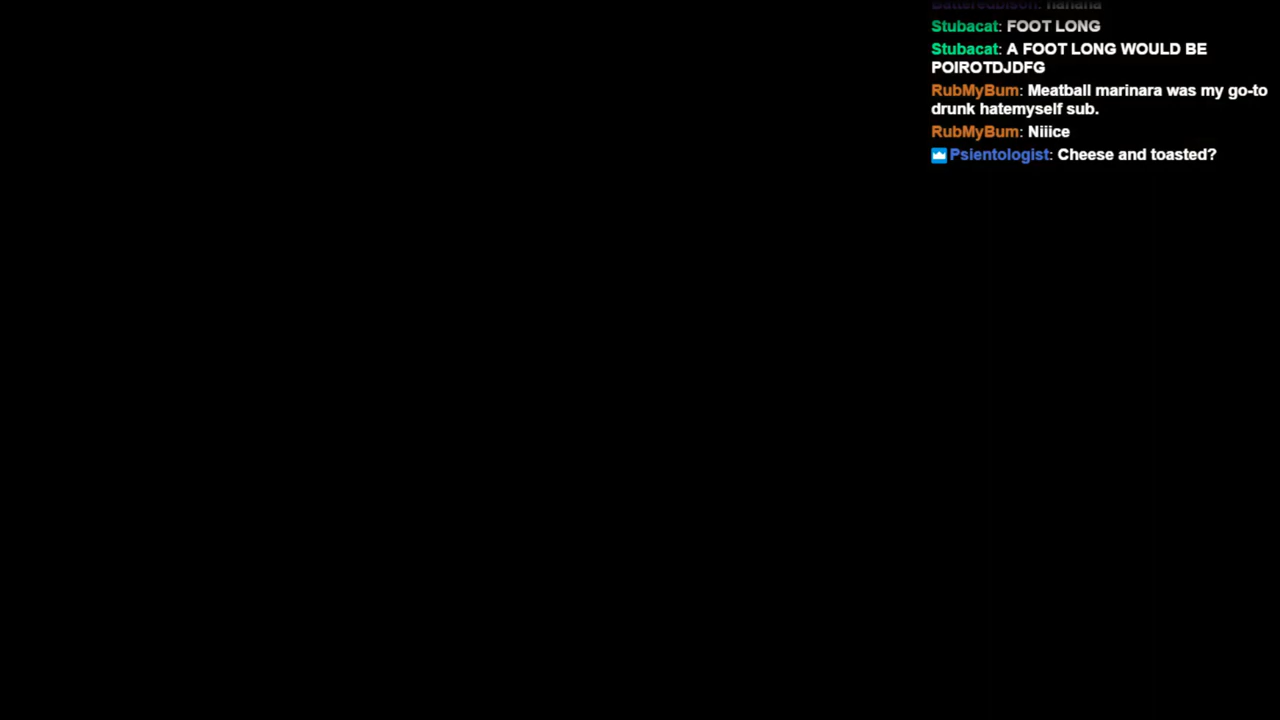 hahaha
Stubacat: FOOT LONG
Stubacat: A FOOT LONG WOULD BE
POIROTDJDFG
RubMyBum: Meatball marinara was my go-to
drunk hatemyself sub.
RubMyBum: Niiice
Psientologist: Cheese and toasted?